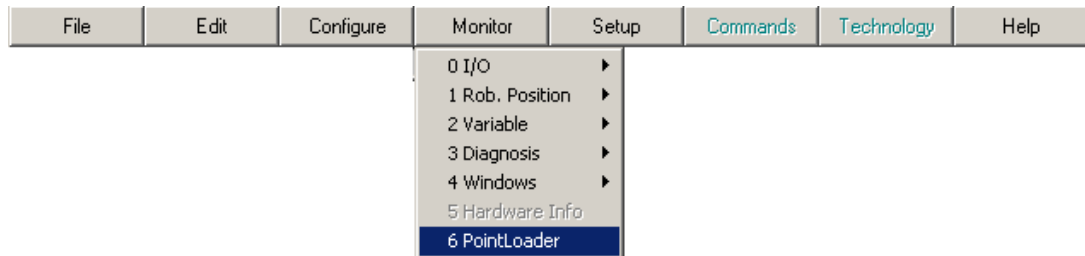 File Edit Configure Monitor Setup Commands Technology Help
0 I/O
1 Rob. Position
2 Variable
3 Diagnosis
4 Windows
5 Hardware Info
6 PointLoader